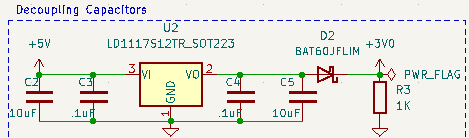 Decoupling Capacitors
U2
LD1117S12TR_SOT223
D2
BAT60JFLIM
+5V
+3V0
3 VI VO 2
GND
1
PWR_FLAG
C2
10uF
C3
.1uF
C4
.1uF
C5
10uF
R3
1K